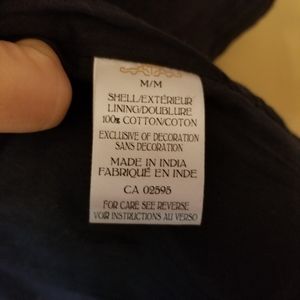 M/M
SHELL/EXTÉRIEUR
LINING/DOUBLURE
100% COTTON/COTON
EXCLUSIVE OF DECORATION
SANS DECORATION
MADE IN INDIA
FABRIQUÉ EN INDE
CA 02595
FOR CARE SEE REVERSE
VOIR INSTRUCTIONS AU VERSO